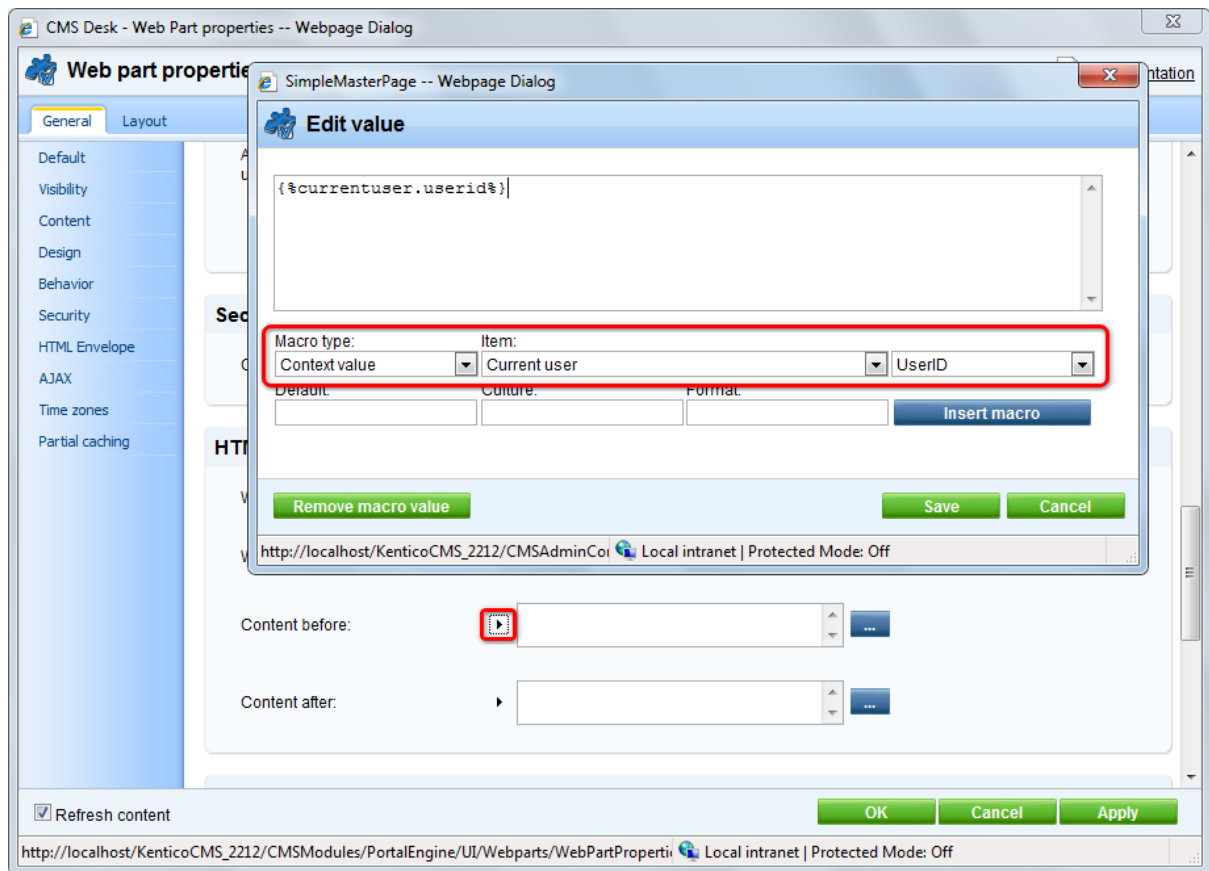 CMS Desk - Web Part properties -- Webpage Dialog
Web part propertie
ntation
General Layout
Default
Visibility
Content
Design
Behavior
Security
HTML Envelope
AJAX
Time zones
Partial caching
SimpleMasterPage -- Webpage Dialog
Edit value
{%currentuser.userid%}
Macro type: Item:
Context value Current user UserID
Default: Culture: Format:
Insert macro
Remove macro value Save Cancel
http://localhost/KenticoCMS_2212/CMSAdminCo Local intranet | Protected Mode: Off
A
u
Sec
C
HT
W
W
Content before: ...
Content after: ...
Refresh content OK Cancel Apply
http://localhost/KenticoCMS_2212/CMSModules/PortalEngine/UI/Webparts/WebPartProperti Local intranet | Protected Mode: Off